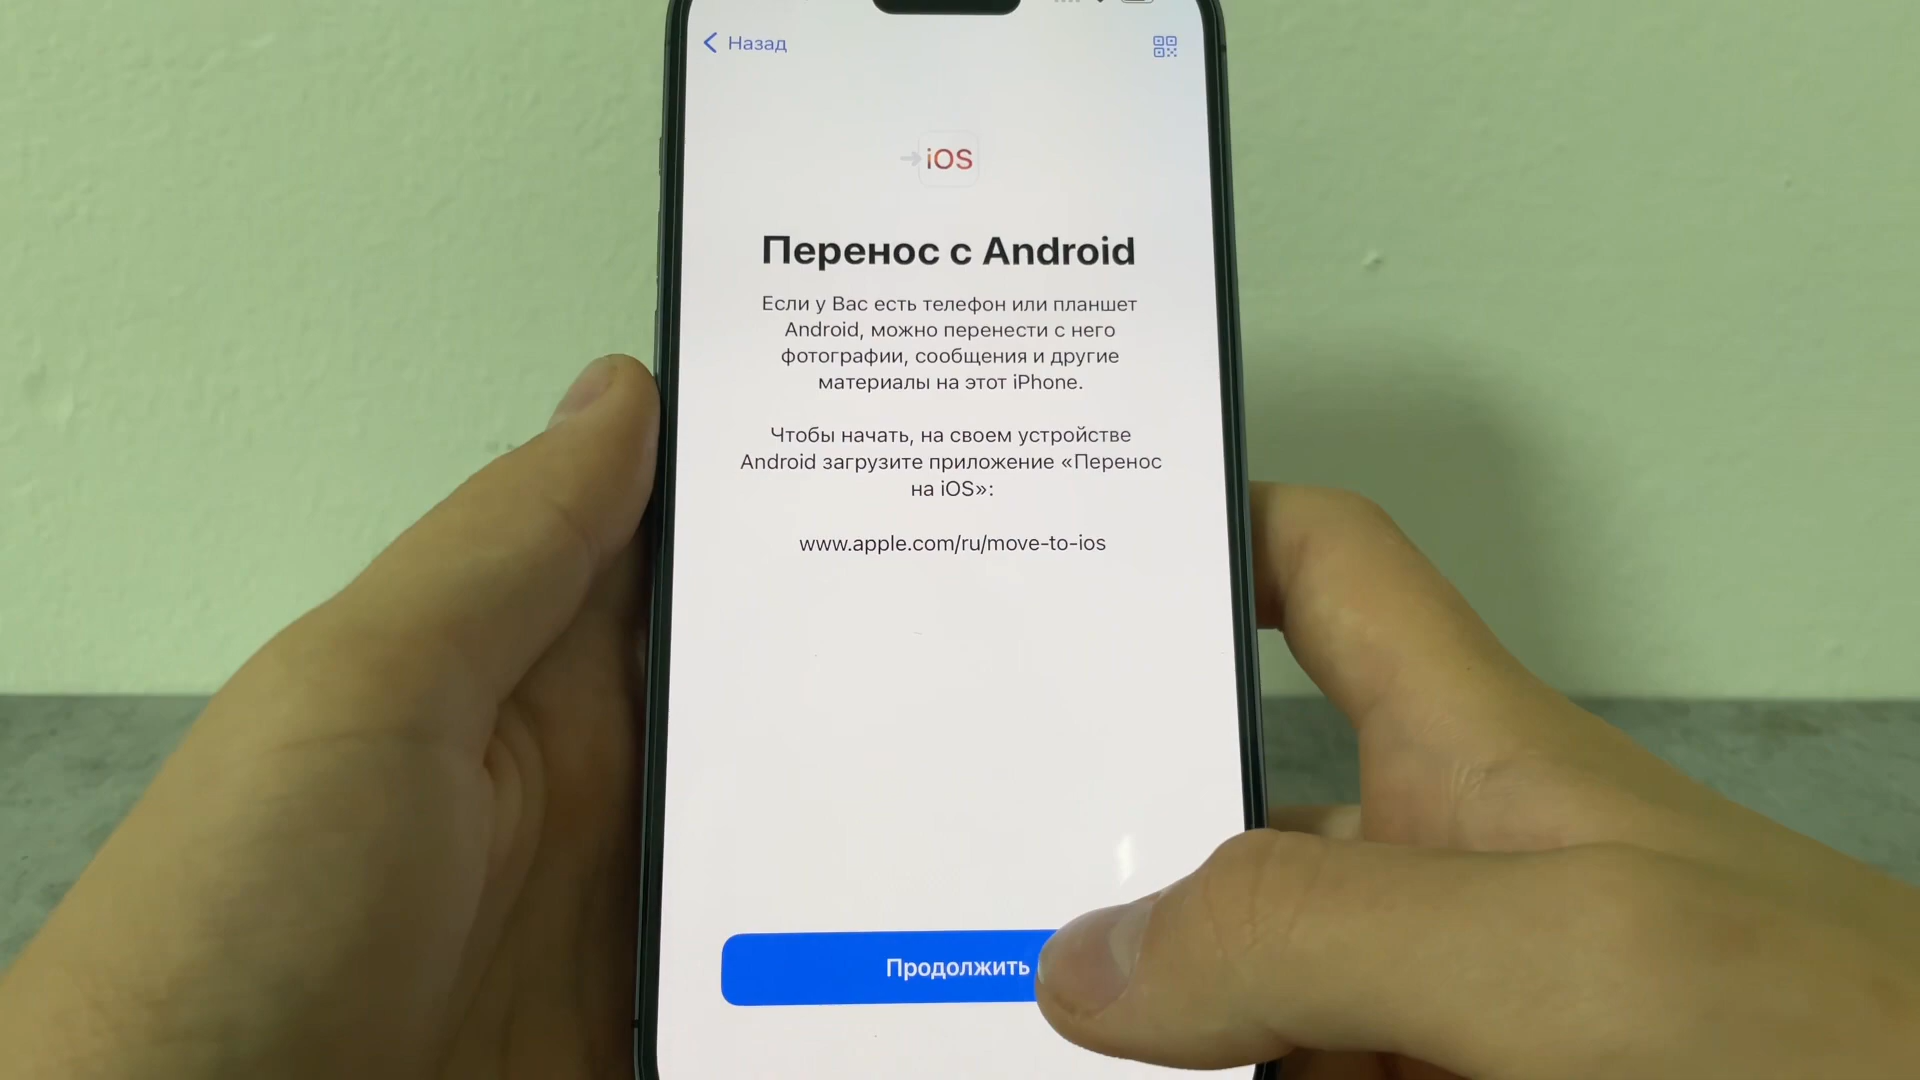 Назад
iOS
Перенос с Android
Если у Вас есть телефон или планшет
Android, можно перенести с него
фотографии, сообщения и другие
материалы на этот iPhone.
Чтобы начать, на своем устройстве
Android загрузите приложение «Перенос
на iOS»:
www.apple.com/ru/move-to-ios
Продолжить